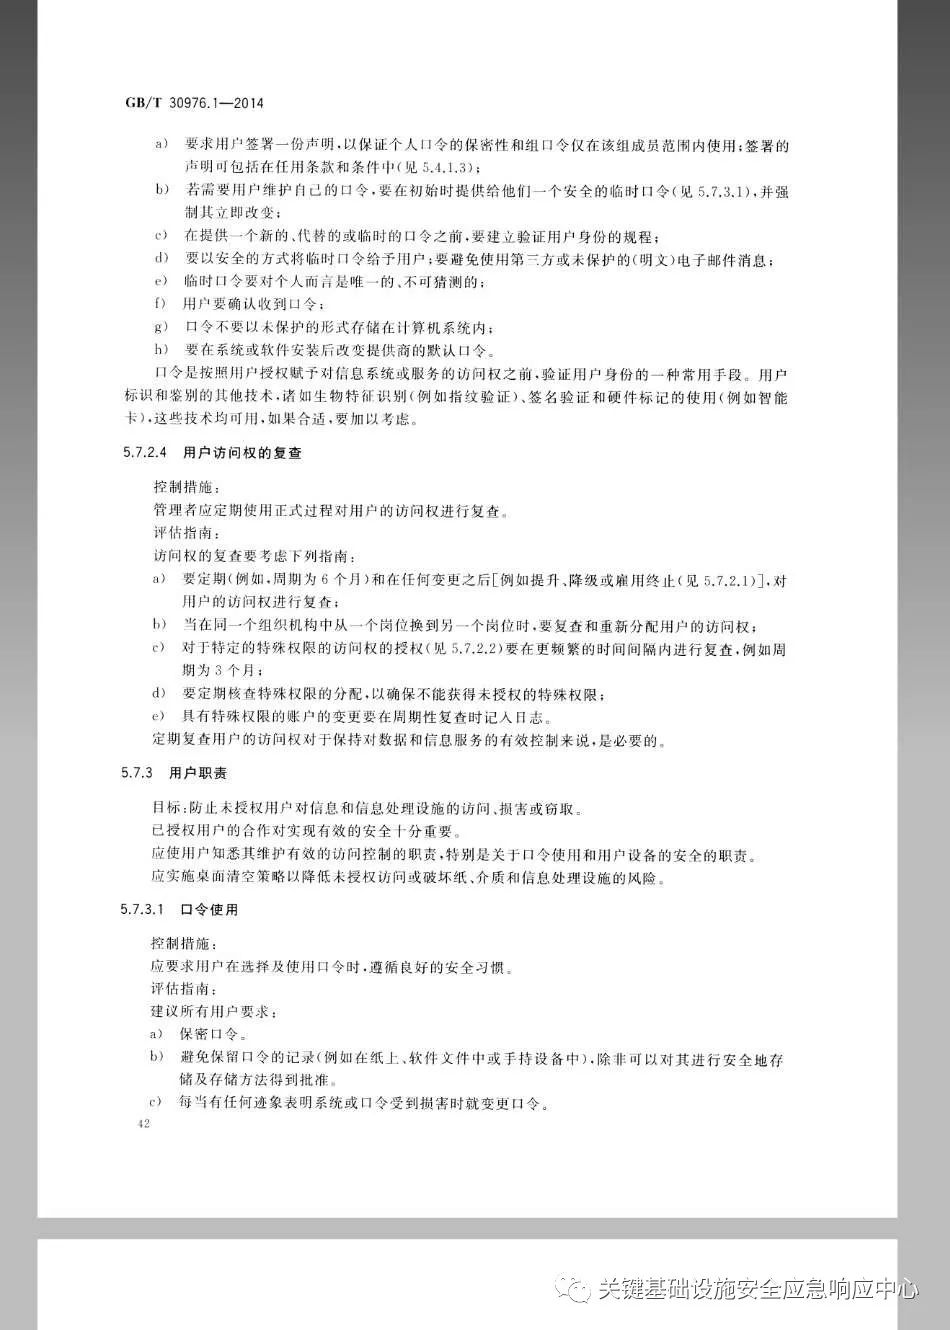 GB/T 30976.1—2014
a) 要求用户签署一份声明,以保证个人口令的保密性和组口令仅在该组成员范围内使用;签署的
声明可包括在任用条款和条件中(见 5.4.1.3);
b) 若需要用户维护自己的口令,要在初始时提供给他们一个安全的临时口令(见 5.7.3.1),并强
制其立即改变;
c) 在提供一个新的、代替的或临时的口令之前,要建立验证用户身份的规程;
d) 要以安全的方式将临时口令给予用户;要避免使用第三方或未保护的(明文)电子邮件消息;
e) 临时口令要对个人而言是唯一的、不可猜测的;
f) 用户要确认收到口令;
g) 口令不要以未保护的形式存储在计算机系统内;
h) 要在系统或软件安装后改变提供商的默认口令。
口令是按照用户授权赋予对信息系统或服务的访问权之前,验证用户身份的一种常用手段。用户
标识和鉴别的其他技术,诸如生物特征识别(例如指纹验证)、签名验证和硬件标记的使用(例如智能
卡),这些技术均可用,如果合适,要加以考虑。
5.7.2.4 用户访问权的复查
控制措施:
管理者应定期使用正式过程对用户的访问权进行复查。
评估指南:
访问权的复查要考虑下列指南:
a) 要定期(例如,周期为 6 个月)和在任何变更之后[例如提升、降级或雇用终止(见 5.7.2.1)],对
用户的访问权进行复查;
b) 当在同一个组织机构中从一个岗位换到另一个岗位时,要复查和重新分配用户的访问权;
c) 对于特定的特殊权限的访问权的授权(见 5.7.2.2)要在更频繁的时间间隔内进行复查,例如周
期为 3 个月;
d) 要定期核查特殊权限的分配,以确保不能获得未授权的特殊权限;
e) 具有特殊权限的账户的变更要在周期性复查时记入日志。
定期复查用户的访问权对于保持对数据和信息服务的有效控制来说,是必要的。
5.7.3 用户职责
目标:防止未授权用户对信息和信息处理设施的访问、损害或窃取。
已授权用户的合作对实现有效的安全十分重要。
应使用户知悉其维护有效的访问控制的职责,特别是关于口令使用和用户设备的安全的职责。
应实施桌面清空策略以降低未授权访问或破坏纸、介质和信息处理设施的风险。
5.7.3.1 口令使用
控制措施:
应要求用户在选择及使用口令时,遵循良好的安全习惯。
评估指南:
建议所有用户要求:
a) 保密口令。
b) 避免保留口令的记录(例如在纸上、软件文件中或手持设备中),除非可以对其进行安全地存
储及存储方法得到批准。
c) 每当有任何迹象表明系统或口令受到损害时就变更口令。
42
关键基础设施安全应急响应中心